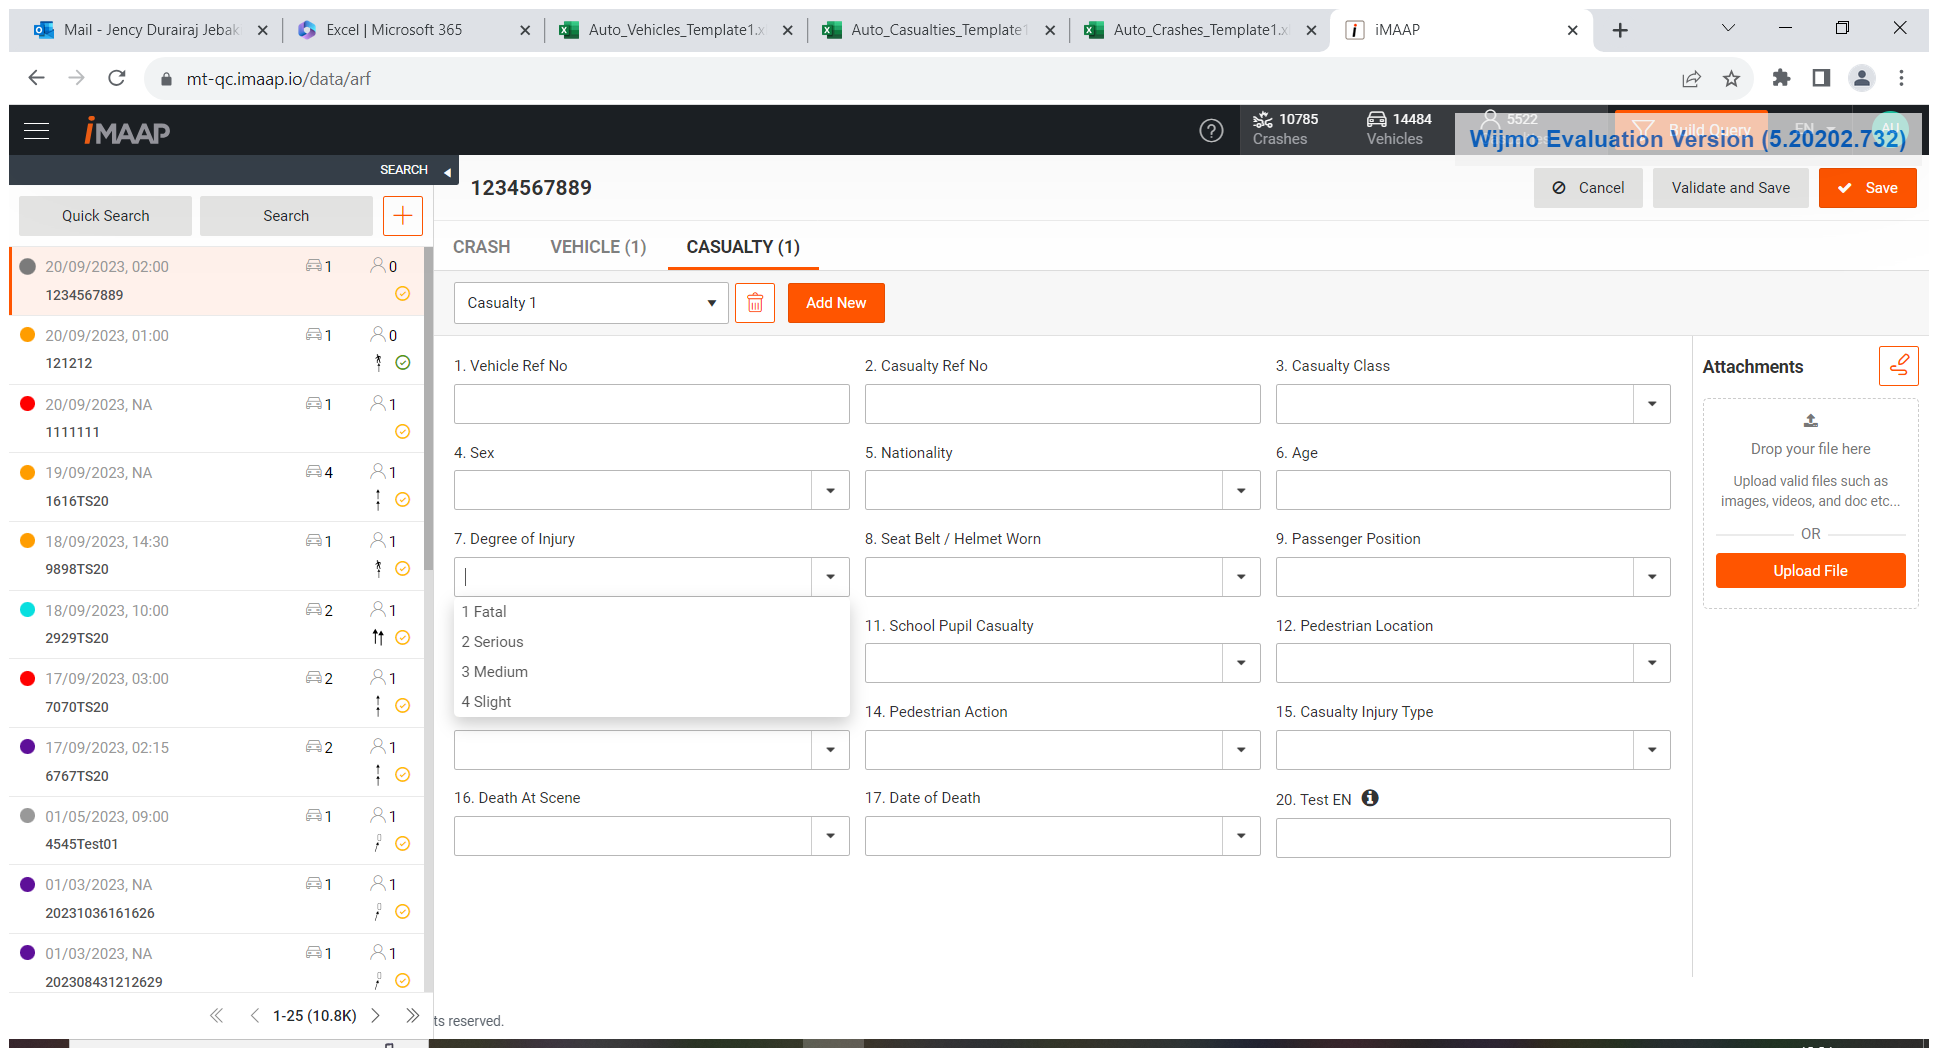 Mail - Jency Durairaj Jebak
Excel | Microsoft 365
Auto_Vehicles_Template1.x
Auto_Casualties_Template1
Auto_Crashes_Template1.xl
iMAAP
mt-qc.imaap.io/data/arf
iMAAP
10785
Crashes
14484
Vehicles
5522
Build Query
EN
AU
Wijmo Evaluation Version (5.20202.732)
SEARCH
1234567889
Cancel
Validate and Save
Save
Quick Search
Search
CRASH
VEHICLE (1)
CASUALTY (1)
20/09/2023, 02:00
1
0
1234567889
Casualty 1
Add New
20/09/2023, 01:00
1
0
121212
20/09/2023, NA
1
1
1111111
19/09/2023, NA
4
1
1616TS20
18/09/2023, 14:30
1
1
9898TS20
18/09/2023, 10:00
2
1
2929TS20
17/09/2023, 03:00
2
1
7070TS20
17/09/2023, 02:15
2
1
6767TS20
01/05/2023, 09:00
1
1
4545Test01
01/03/2023, NA
1
1
20231036161626
01/03/2023, NA
1
1
202308431212629
1-25 (10.8K)
1. Vehicle Ref No
2. Casualty Ref No
3. Casualty Class
4. Sex
5. Nationality
6. Age
7. Degree of Injury
8. Seat Belt / Helmet Worn
9. Passenger Position
1 Fatal
2 Serious
3 Medium
4 Slight
11. School Pupil Casualty
12. Pedestrian Location
14. Pedestrian Action
15. Casualty Injury Type
16. Death At Scene
17. Date of Death
20. Test EN
Attachments
Drop your file here
Upload valid files such as
images, videos, and doc etc...
OR
Upload File
ts reserved.